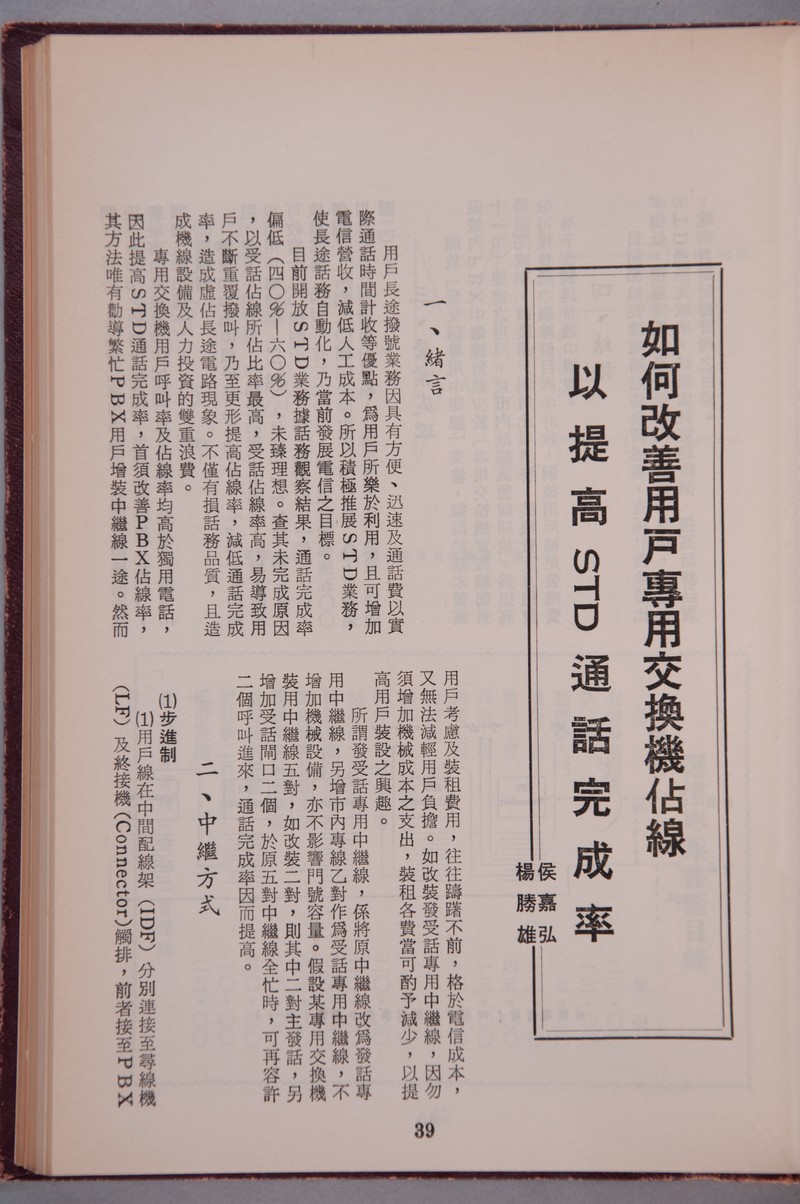 如何改善用戶專用交換機佔線
以提高STD通話完成率
侯嘉弘
楊勝雄
一、緒言
用戶長途撥號業務因具有方便、迅速及通話費以實
際通話時間計收等優點，爲用戶所樂於利用，且可增加
電信營收，減低人工成本。所以積極推展STD業務，
使長途話務自動化，乃當前發展電信之目標。
目前開放STD業務據話務觀察結果，通話完成率
偏低（四〇%—六〇%），未臻理想。查其未完成原因
，以受話佔線所佔比率最高，受話佔線率高，易導致用
戶不斷重覆撥叫，乃至更形提高佔線率，減低通話完成
率，造成虛佔長途電路現象。不僅有損話務品質，且造
成機線設備及人力投資的雙重浪費。
專用交換機用戶呼叫率及佔線率均高於獨用電話，
因此提高STD通話完成率，首須改善PBX佔線率，
其方法唯有勸導繁忙PBX用戶增裝中繼線一途。然而
用戶考慮及裝租費用，往往躊躇不前，格於電信成本，
又無法減輕用戶負擔。如改裝發受話專用中繼線，因勿
須增加機械成本之支出，裝租各費當可酌予減少，以提
高用戶裝設之興趣。
所謂發受話專用中繼線，係將原中繼線改爲發話專
用中繼線，另增市內專線乙對作爲受話專用中繼線，不
增加機械設備，亦不影響門號容量。假設某專用交換機
裝用中繼線五對，如改裝二對，則其中二對主發話，另
增加受話閘口二個，於原五對中繼線全忙時，可再容許
二個呼叫進來，通話完成率因而提高。
二、中繼方式
(1)步進制
(1)用戶線在中間配線架（IDF）分別連接至尋線機
（LF）及終接機(Connector)觸排，前者接至PBX
39